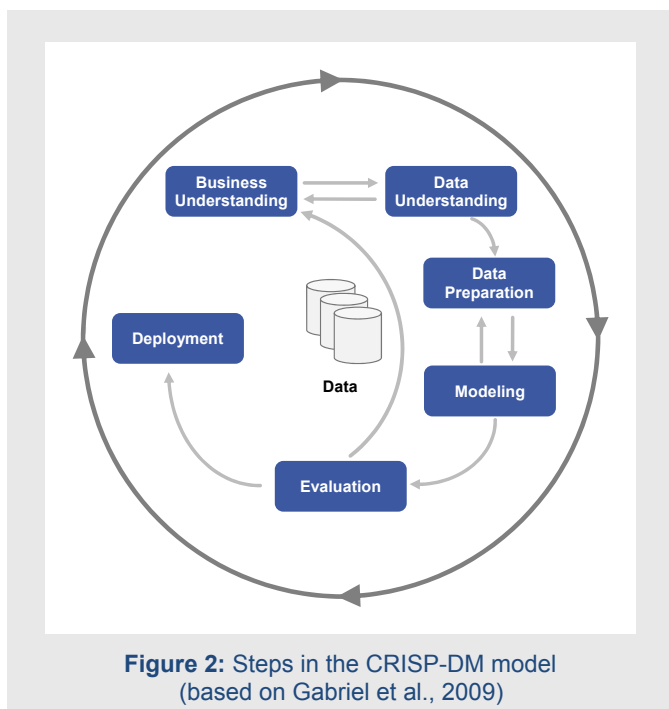 Business
Understanding
Data
Understanding
Data
Preparation
Deployment
Data
Modeling
Evaluation
Figure 2: Steps in the CRISP-DM model
(based on Gabriel et al., 2009)